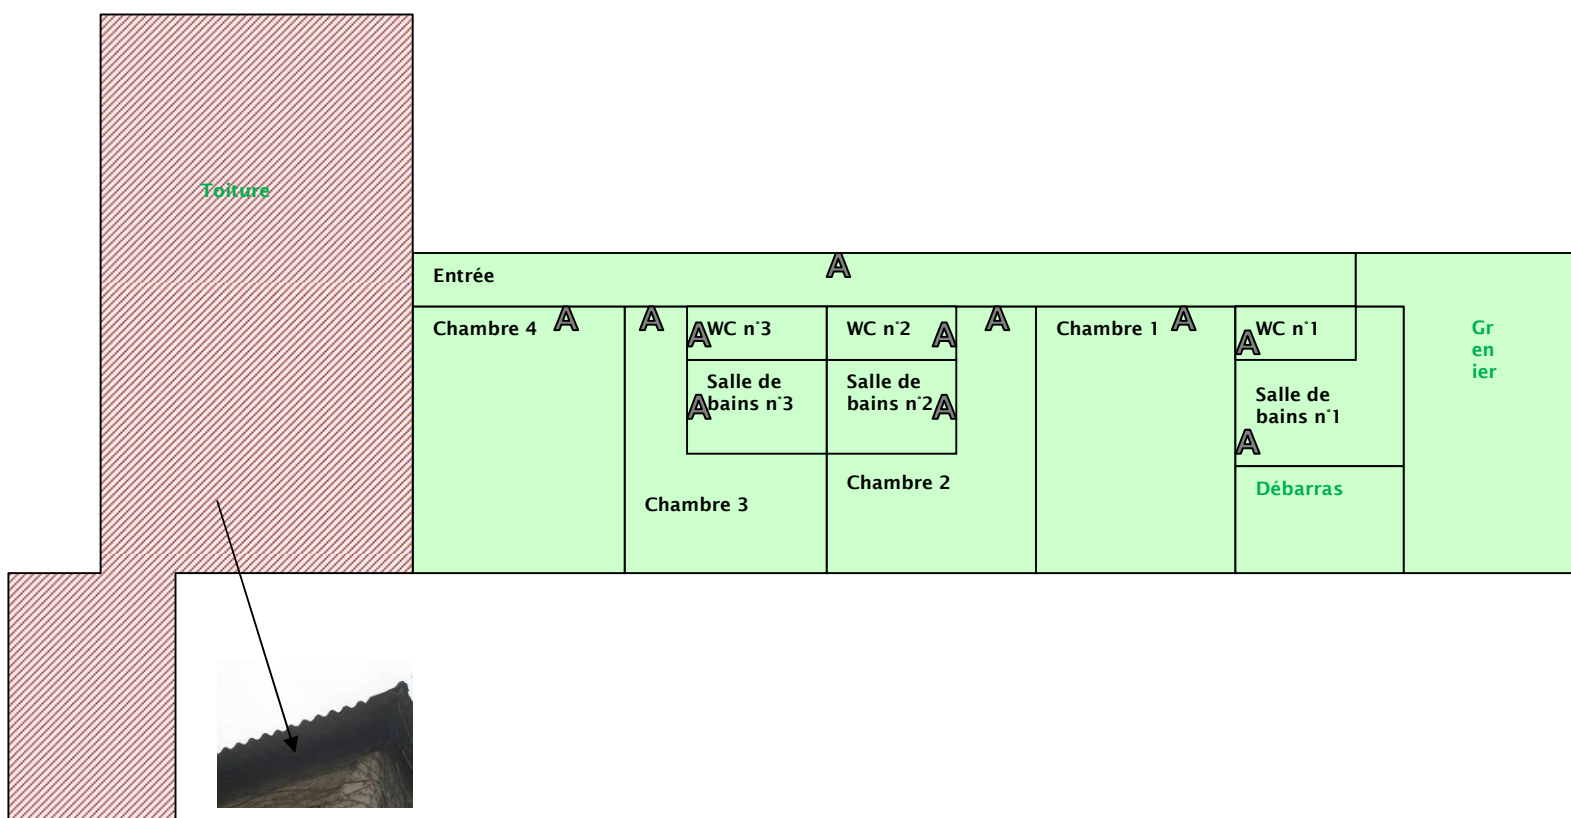 Toiture
A
Entrée
Chambre 4 A
A
A WC n°3
WC n°2 A
A
Chambre 1 A
A WC n°1
Gr
en
ier
Salle de
A bains n°3
Salle de
bains n°2 A
Salle de
bains n°1
A
Chambre 3
Chambre 2
Débarras